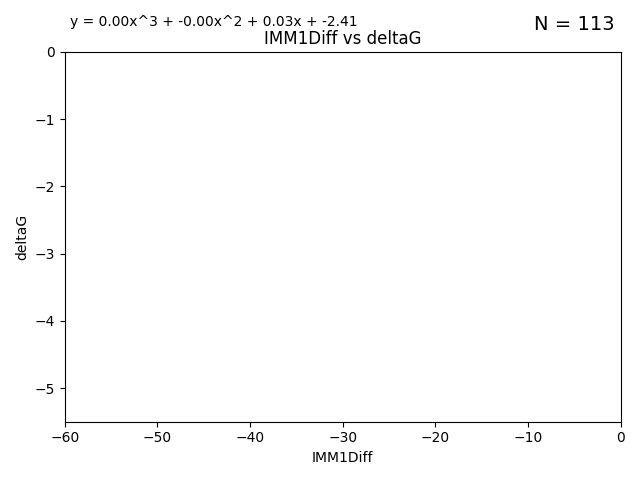 y = 0.00x^3 + -0.00x^2 + 0.03x + -2.41
N = 113
IMM1Diff vs deltaG
0
−1
−2
−3
−4
−5
deltaG
−60 −50 −40 −30 −20 −10 0
IMM1Diff